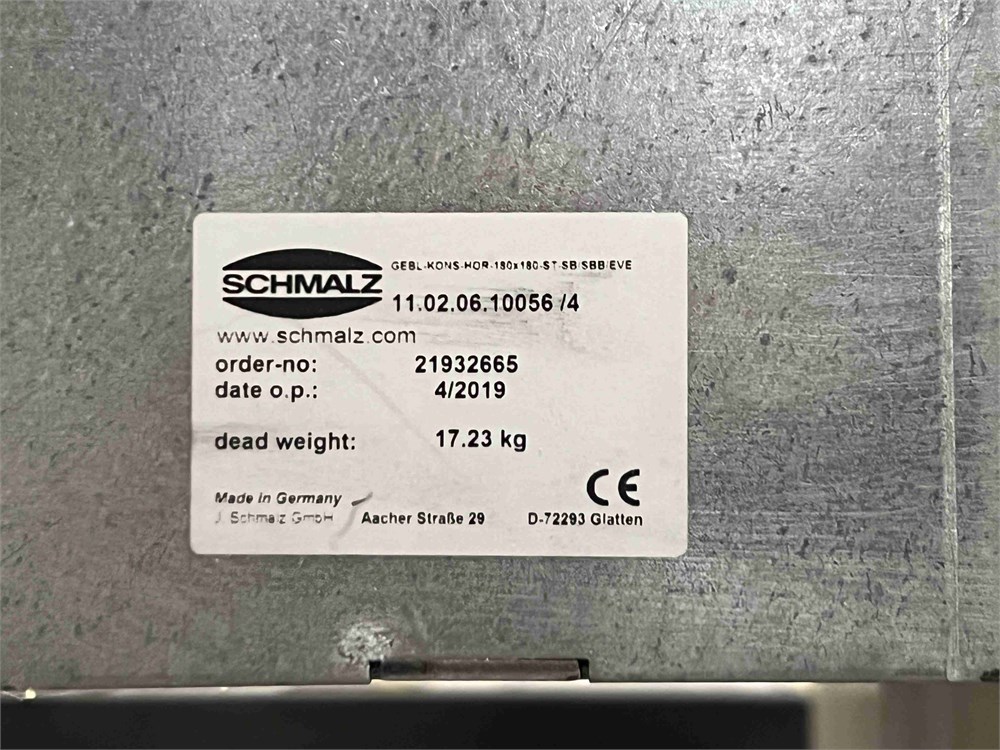 SCHMALZ
GEBL-KONS-HOR-180x180-ST-SB/SBB/EVE
11.02.06.10056 /4
www.schmalz.com
order-no: 21932665
date o.p.: 4/2019
dead weight: 17.23 kg
CE
Made in Germany
J. Schmalz GmbH Aacher Straße 29 D-72293 Glatten